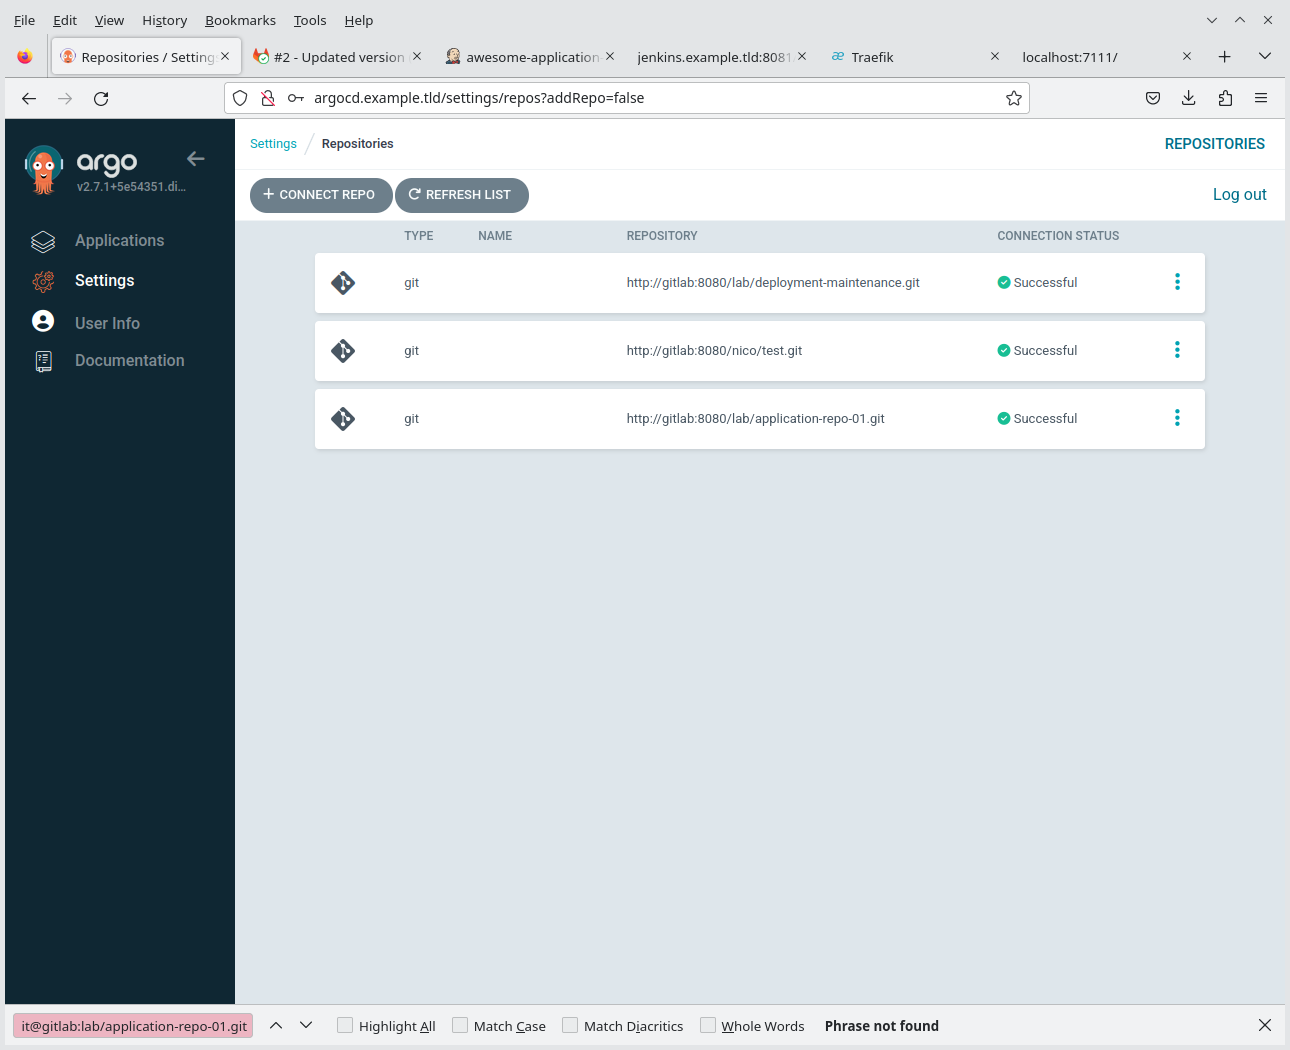 File Edit View History Bookmarks Tools Help
Repositories / Setting #2 - Updated version awesome-application- jenkins.example.tld:8081 Traefik localhost:7111/
argocd.example.tld/settings/repos?addRepo=false
argo
v2.7.1+5e54351.di...
Applications
Settings
User Info
Documentation
Settings / Repositories REPOSITORIES
+ CONNECT REPO REFRESH LIST Log out
TYPE NAME REPOSITORY CONNECTION STATUS
git http://gitlab:8080/lab/deployment-maintenance.git Successful
git http://gitlab:8080/nico/test.git Successful
git http://gitlab:8080/lab/application-repo-01.git Successful
it@gitlab:lab/application-repo-01.git Highlight All Match Case Match Diacritics Whole Words Phrase not found